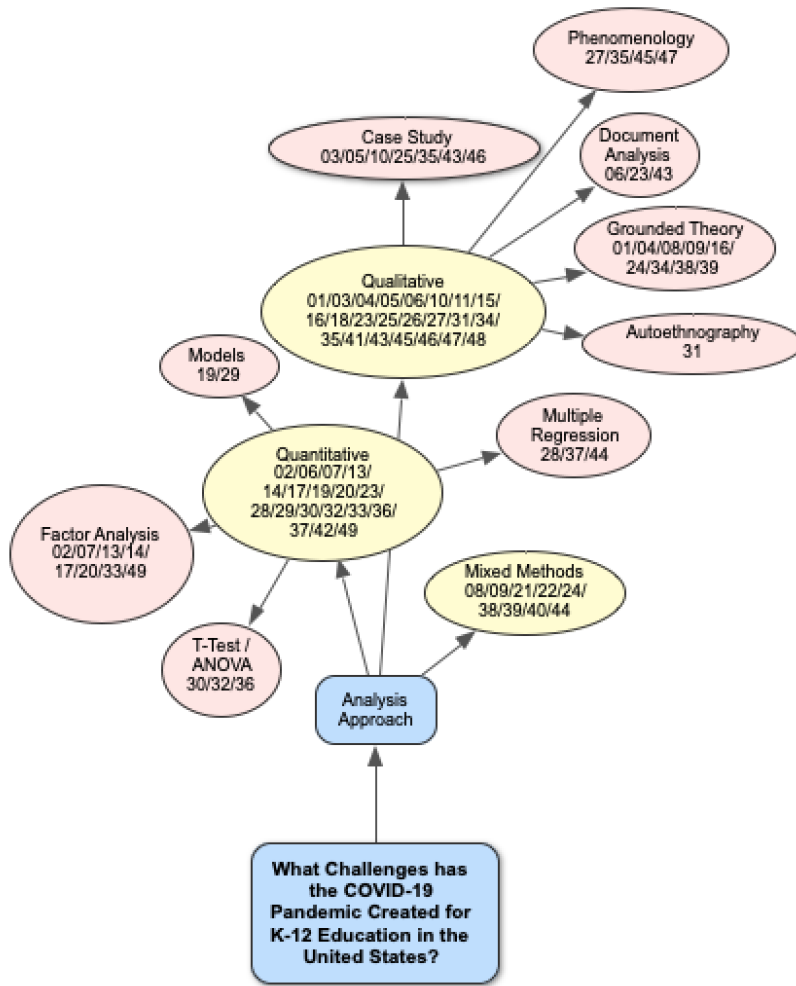 Phenomenology
27/35/45/47
Case Study
03/05/10/25/35/43/46
Document
Analysis
06/23/43
Grounded Theory
01/04/08/09/16/
24/34/38/39
Qualitative
01/03/04/05/06/10/11/15/
16/18/23/25/26/27/31/34/
35/41/43/45/46/47/48
Autoethnography
31
Models
19/29
Multiple
Regression
28/37/44
Quantitative
02/06/07/13/
14/17/19/20/23/
28/29/30/32/33/36/
37/42/49
Factor Analysis
02/07/13/14/
17/20/33/49
Mixed Methods
08/09/21/22/24/
38/39/40/44
T-Test /
ANOVA
30/32/36
Analysis
Approach
What Challenges has
the COVID-19
Pandemic Created for
K-12 Education in the
United States?